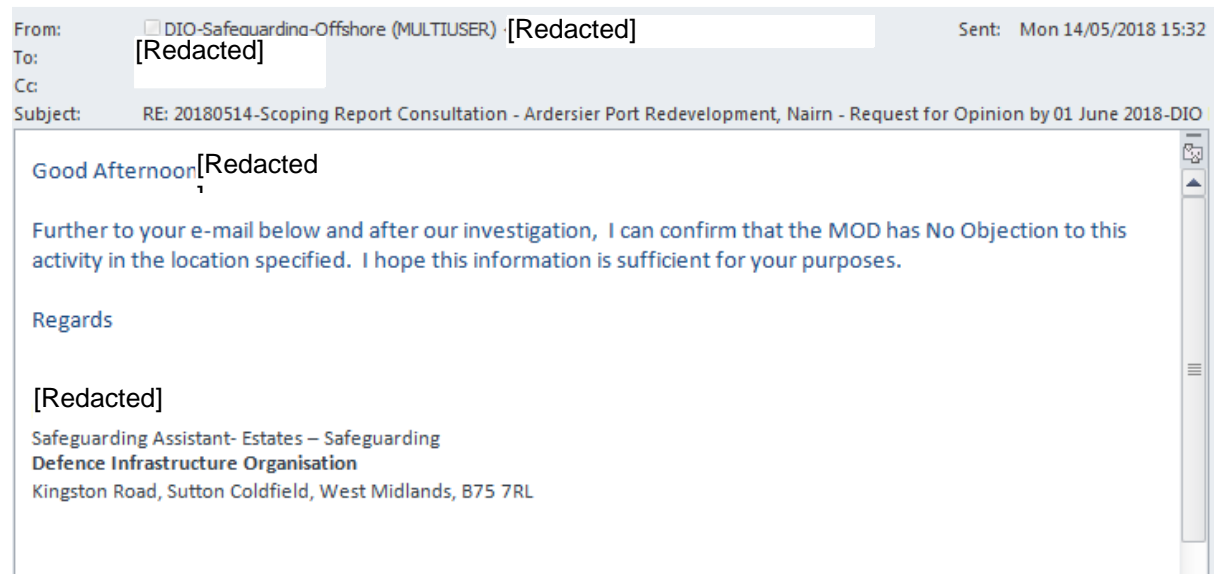 From: DIO-Safeguarding-Offshore (MULTIUSER) - [Redacted] Sent: Mon 14/05/2018 15:32
To: [Redacted]
Cc:
Subject: RE: 20180514-Scoping Report Consultation - Ardersier Port Redevelopment, Nairn - Request for Opinion by 01 June 2018-DIO
Good Afternoon [Redacted
]
Further to your e-mail below and after our investigation, I can confirm that the MOD has No Objection to this
activity in the location specified. I hope this information is sufficient for your purposes.
Regards
[Redacted]
Safeguarding Assistant- Estates – Safeguarding
Defence Infrastructure Organisation
Kingston Road, Sutton Coldfield, West Midlands, B75 7RL